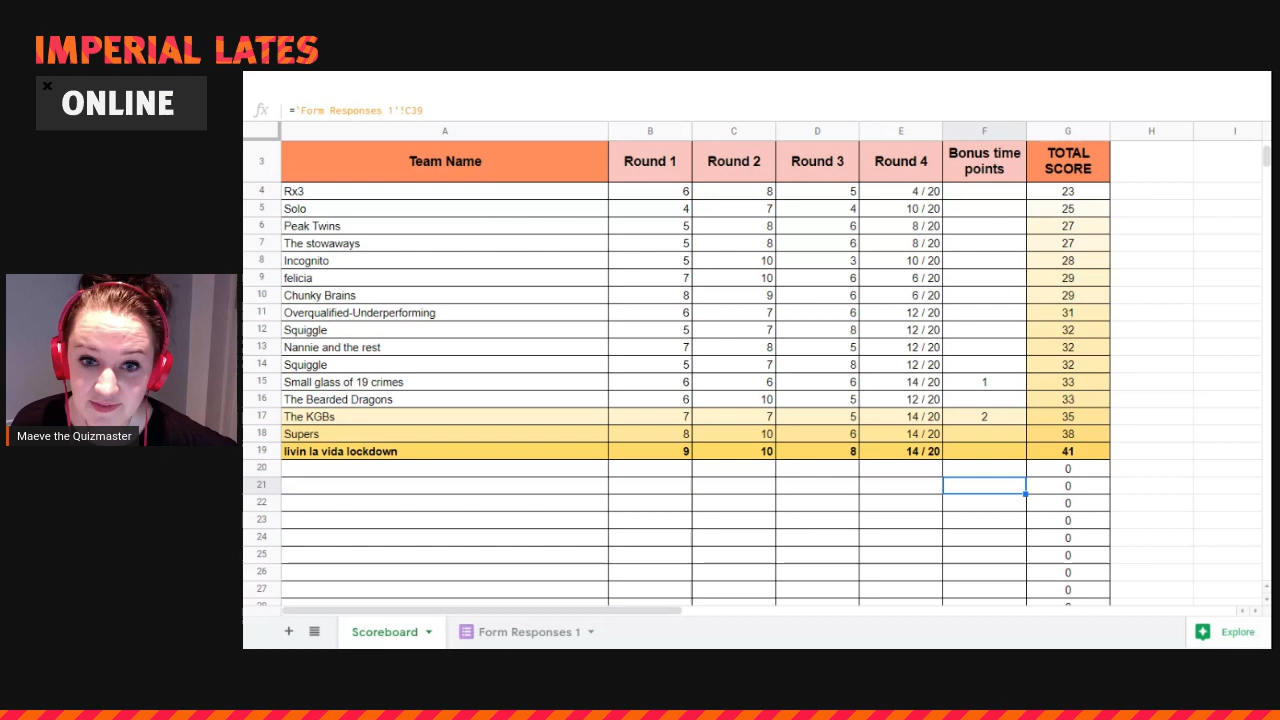 IMPERIAL LATES
ONLINE
fx ='Form Responses 1'!C39
A B C D E F G H I
3 Team Name Round 1 Round 2 Round 3 Round 4 Bonus time points TOTAL SCORE
4 Rx3 6 8 5 4 / 20 23
5 Solo 4 7 4 10 / 20 25
6 Peak Twins 5 8 6 8 / 20 27
7 The stowaways 5 8 6 8 / 20 27
8 Incognito 5 10 3 10 / 20 28
9 felicia 7 10 6 6 / 20 29
10 Chunky Brains 8 9 6 6 / 20 29
11 Overqualified-Underperforming 6 7 6 12 / 20 31
12 Squiggle 5 7 8 12 / 20 32
13 Nannie and the rest 7 8 5 12 / 20 32
14 Squiggle 5 7 8 12 / 20 32
15 Small glass of 19 crimes 6 6 6 14 / 20 1 33
16 The Bearded Dragons 6 10 5 12 / 20 33
17 The KGBs 7 7 5 14 / 20 2 35
18 Supers 8 10 6 14 / 20 38
19 livin la vida lockdown 9 10 8 14 / 20 41
20 0
21 0
22 0
23 0
24 0
25 0
26 0
27 0
Maeve the Quizmaster
Scoreboard Form Responses 1 Explore